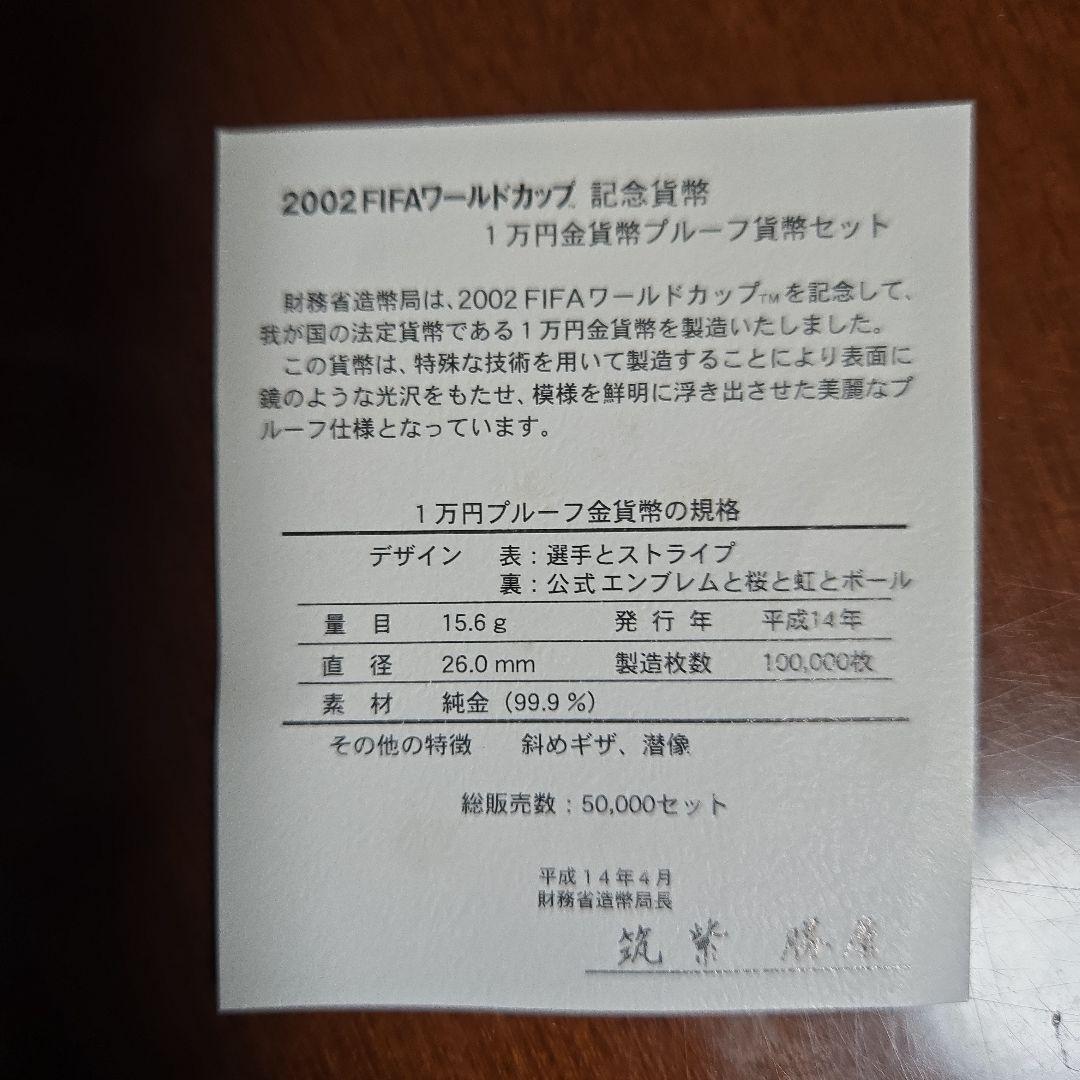 2002 FIFAワールドカップ 記念貨幣
1万円金貨幣プルーフ貨幣セット
財務省造幣局は、2002 FIFAワールドカップTMを記念して、
我が国の法定貨幣である1万円金貨幣を製造いたしました。
この貨幣は、特殊な技術を用いて製造することにより表面に
鏡のような光沢をもたせ、模様を鮮明に浮き出させた美麗なプ
ルーフ仕様となっています。
1万円プルーフ金貨幣の規格
デザイン 表：選手とストライプ
裏：公式エンブレムと桜と虹とボール
量目 15.6g 発行年 平成14年
直径 26.0mm 製造枚数 100,000枚
素材 純金（99.9％）
その他の特徴 斜めギザ、潜像
総販売数：50,000セット
平成14年4月
財務省造幣局長
筑紫 勝